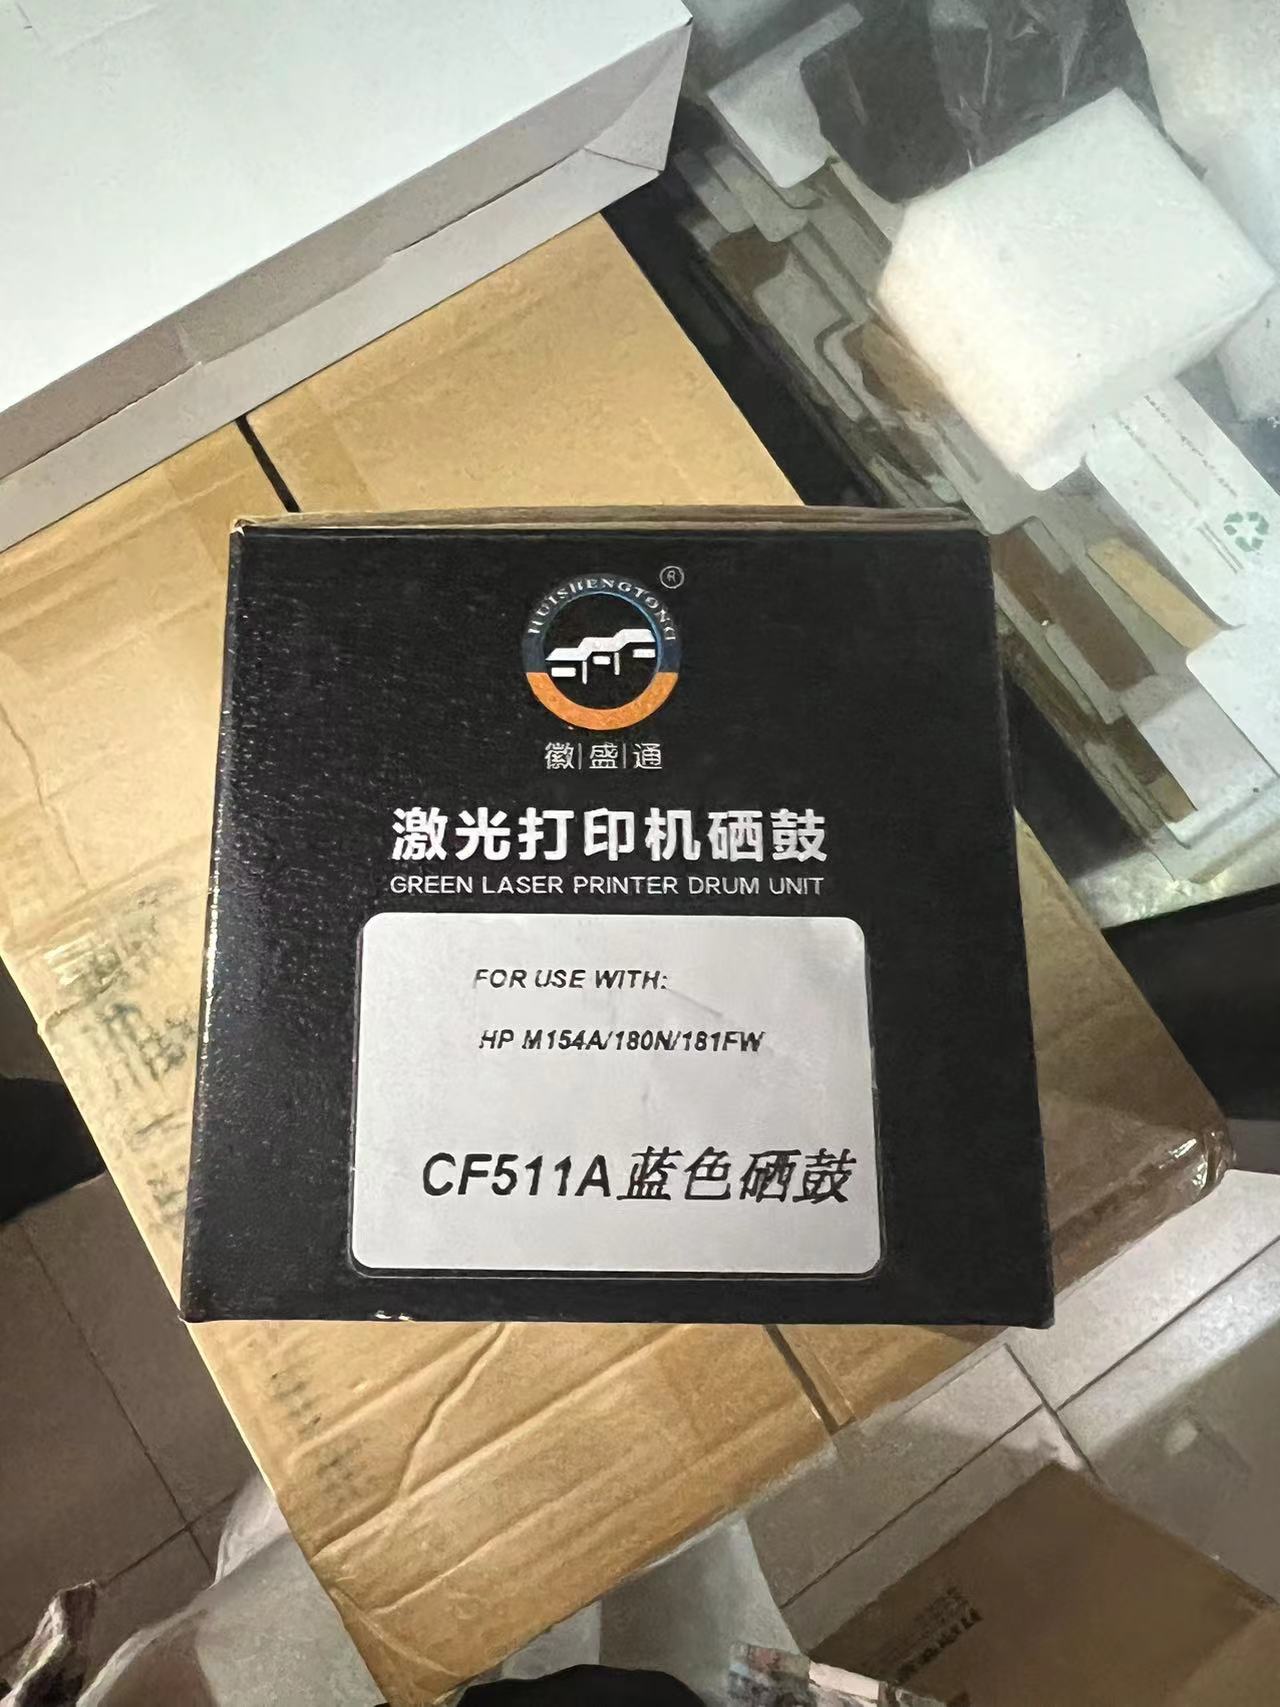 HUISHENGTONG
®
徽|盛|通
激光打印机硒鼓
GREEN LASER PRINTER DRUM UNIT
FOR USE WITH:
HP M154A/180N/181FW
CF511A蓝色硒鼓